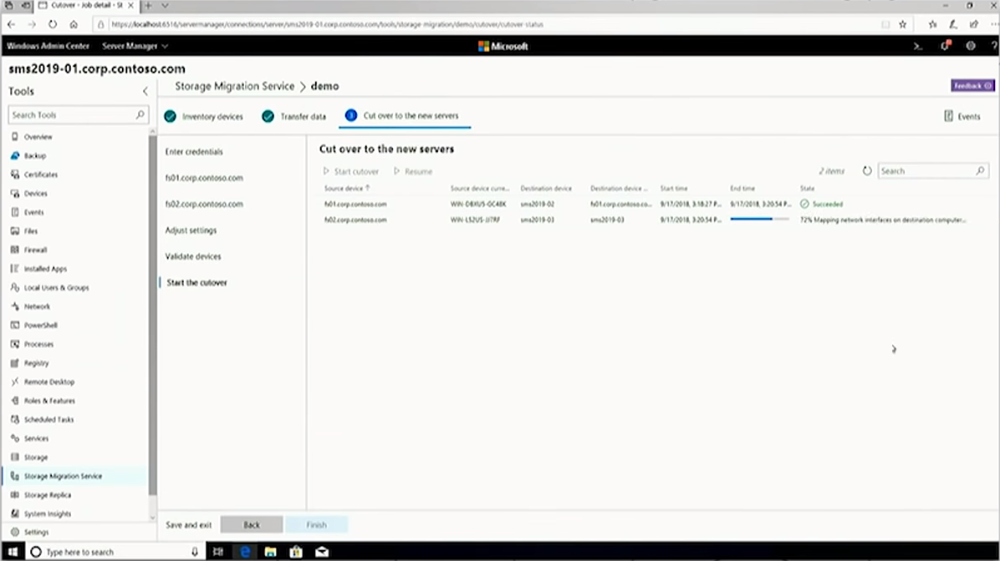 Cutover - Job detail - St
https://localhost:6516/servermanager/connections/server/sms2019-01.corp.contoso.com/tools/storage-migration/demo/cutover/cutover-status
Windows Admin Center Server Manager Microsoft
sms2019-01.corp.contoso.com
Tools
Search Tools
Overview
Backup
Certificates
Devices
Events
Files
Firewall
Installed Apps
Local Users & Groups
Network
PowerShell
Processes
Registry
Remote Desktop
Roles & Features
Scheduled Tasks
Services
Storage
Storage Migration Service
Storage Replica
System Insights
Settings
Storage Migration Service > demo
Feedback
Inventory devices Transfer data Cut over to the new servers Events
Enter credentials
fs01.corp.contoso.com
fs02.corp.contoso.com
Adjust settings
Validate devices
Start the cutover
Cut over to the new servers
Start cutover Resume 2 items Search
Source device Source device curre... Destination device Destination device ... Start time End time State
fs01.corp.contoso.com sms2019-02 fs01.corp.contoso.co... 9/17/2018, 3:18:27 P... 9/17/2018, 3:20:54 P... Succeeded
fs02.corp.contoso.com sms2019-03 sms2019-03 9/17/2018, 3:20:54 P... 72% Mapping network interfaces on destination computer...
Save and exit Back Finish
Type here to search